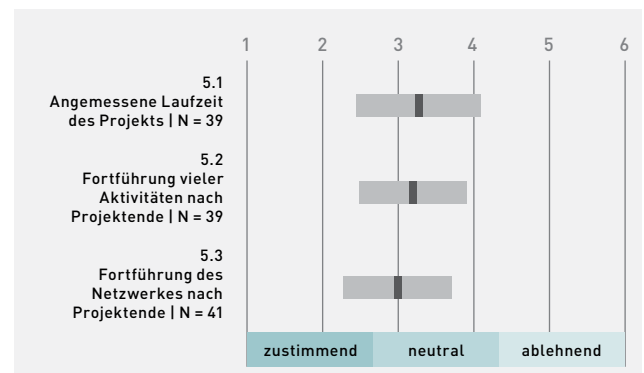 1 2 3 4 5 6
5.1
Angemessene Laufzeit
des Projekts | N = 39
5.2
Fortführung vieler
Aktivitäten nach
Projektende | N = 39
5.3
Fortführung des
Netzwerkes nach
Projektende | N = 41
zustimmend neutral ablehnend